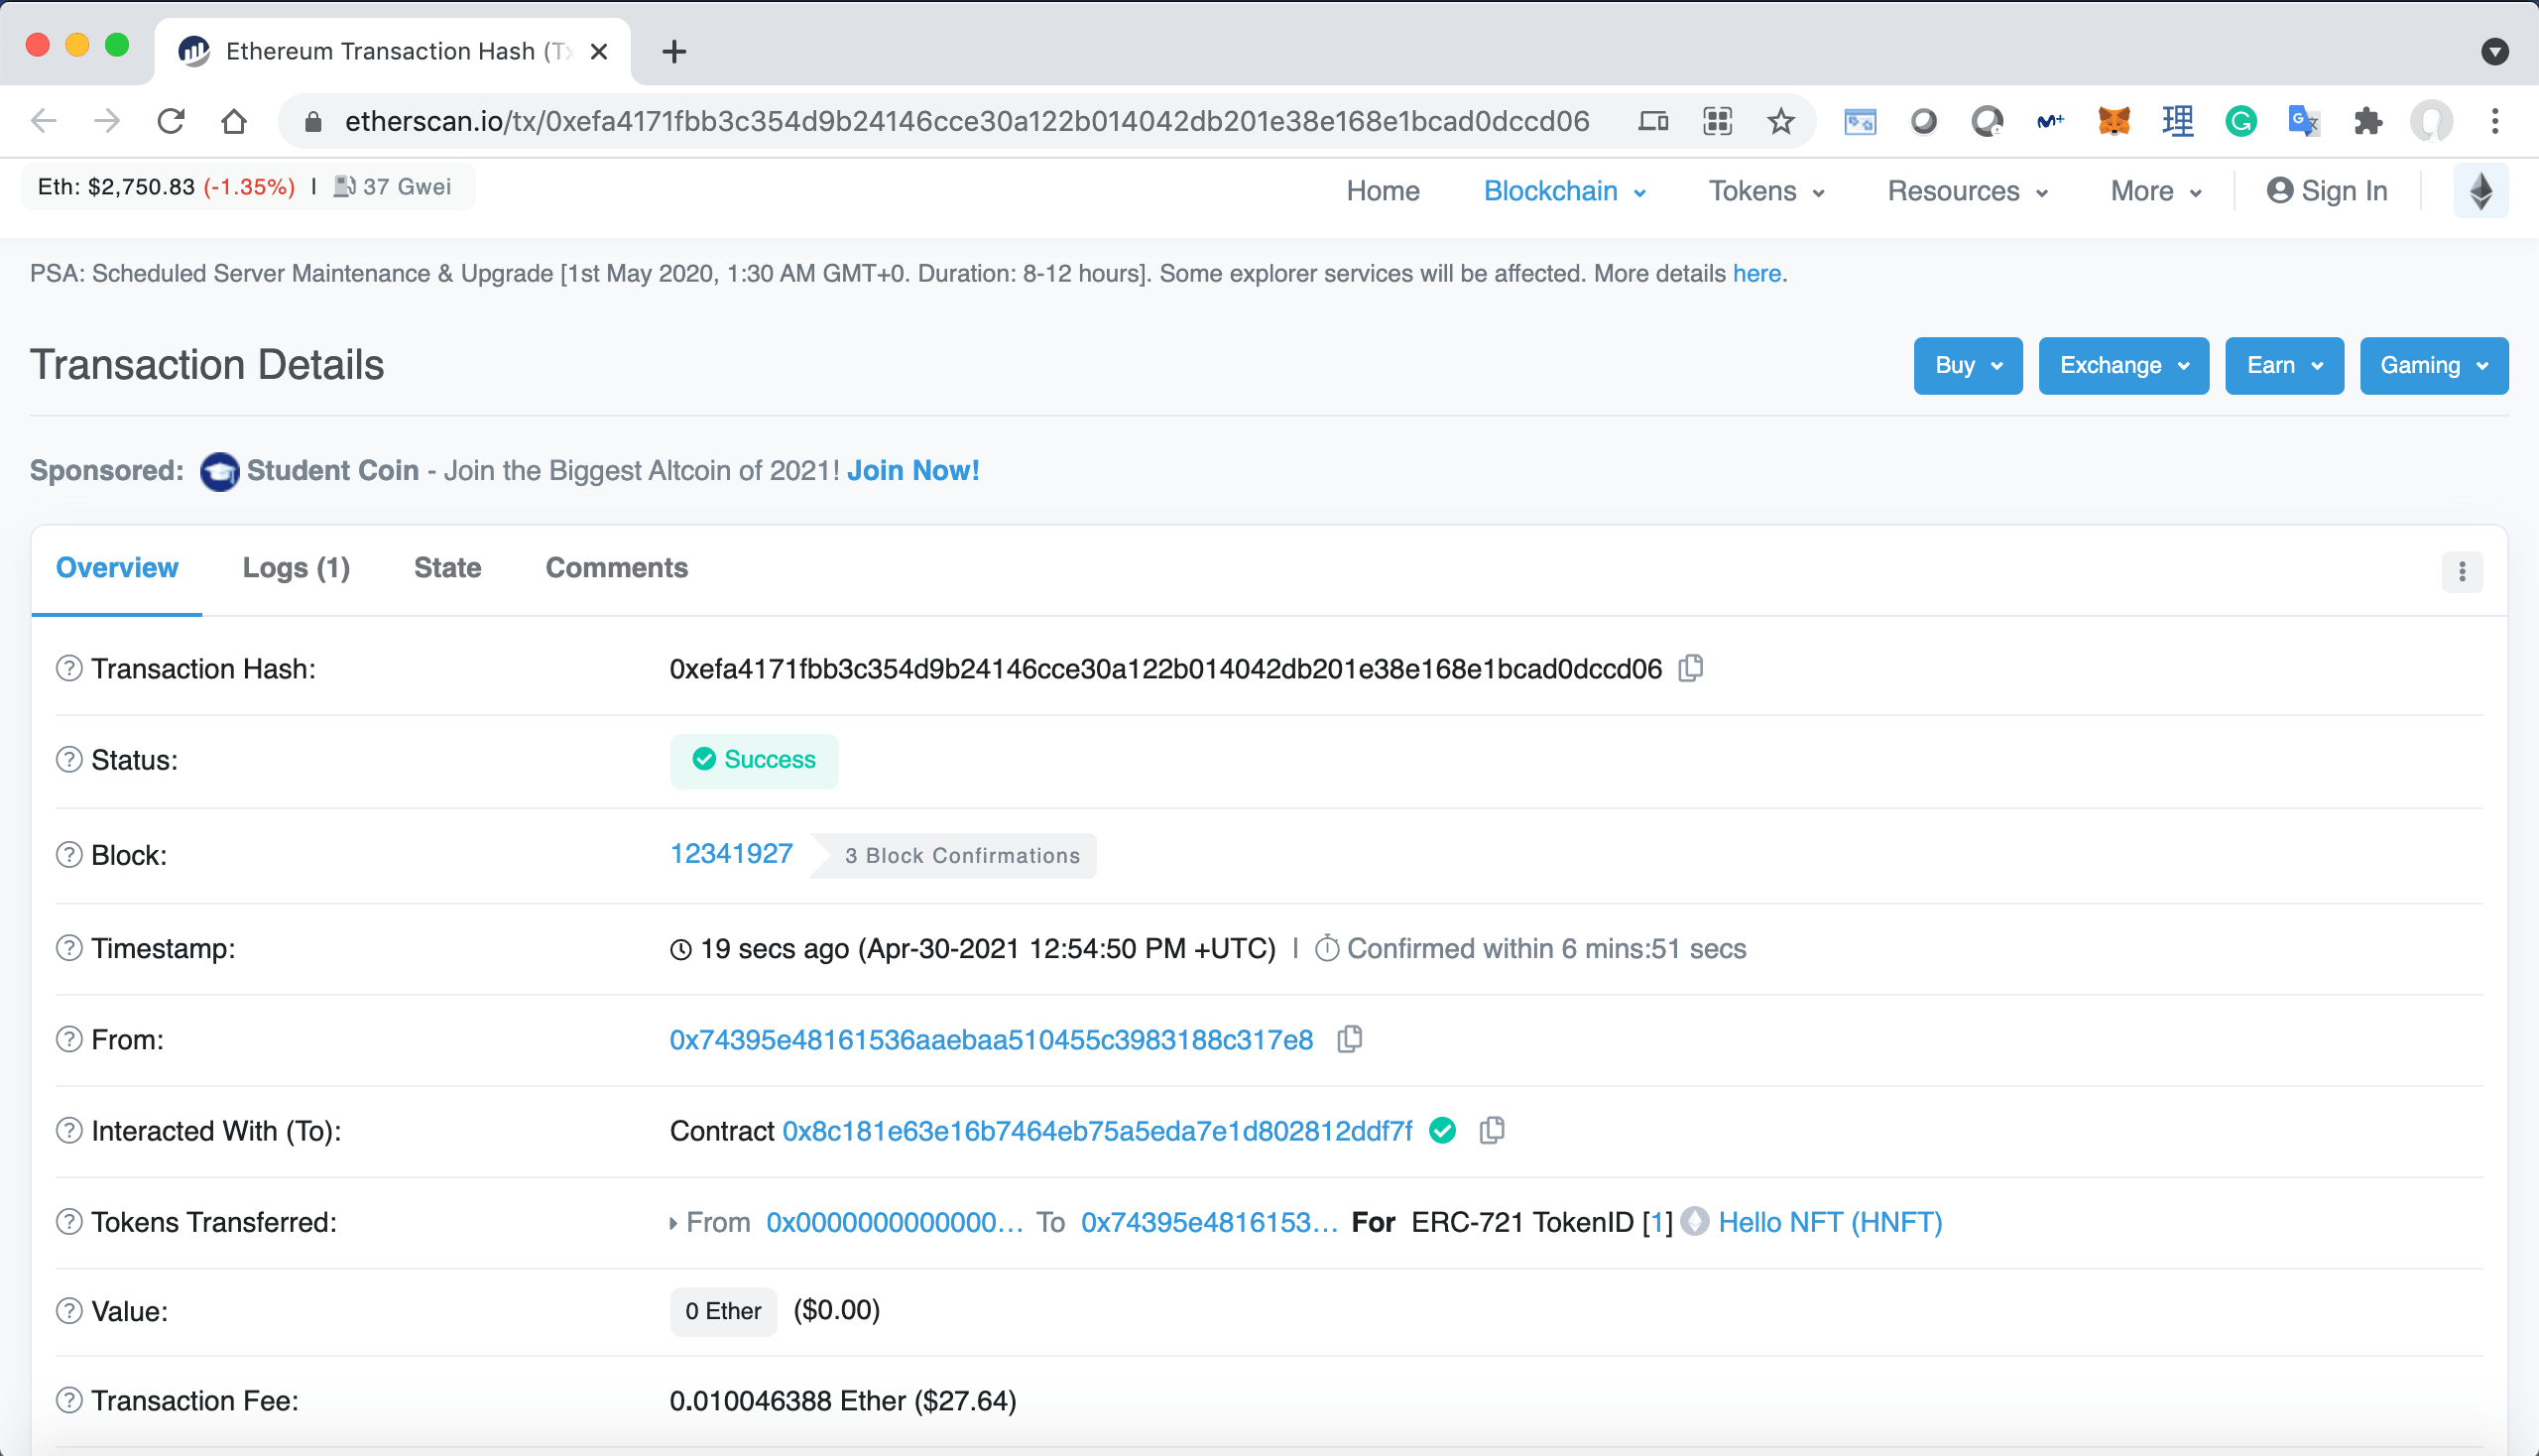 Ethereum Transaction Hash (Tx
etherscan.io/tx/0xefa4171fbb3c354d9b24146cce30a122b014042db201e38e168e1bcad0dccd06
理
Eth: $2,750.83 (-1.35%) | 37 Gwei
Home Blockchain Tokens Resources More Sign In
PSA: Scheduled Server Maintenance & Upgrade [1st May 2020, 1:30 AM GMT+0. Duration: 8-12 hours]. Some explorer services will be affected. More details here.
Transaction Details
Buy Exchange Earn Gaming
Sponsored: Student Coin - Join the Biggest Altcoin of 2021! Join Now!
Overview Logs (1) State Comments
Transaction Hash: 0xefa4171fbb3c354d9b24146cce30a122b014042db201e38e168e1bcad0dccd06
Status: Success
Block: 12341927 3 Block Confirmations
Timestamp: 19 secs ago (Apr-30-2021 12:54:50 PM +UTC) | Confirmed within 6 mins:51 secs
From: 0x74395e48161536aaebaa510455c3983188c317e8
Interacted With (To): Contract 0x8c181e63e16b7464eb75a5eda7e1d802812ddf7f
Tokens Transferred: From 0x0000000000000... To 0x74395e4816153... For ERC-721 TokenID [1] Hello NFT (HNFT)
Value: 0 Ether ($0.00)
Transaction Fee: 0.010046388 Ether ($27.64)